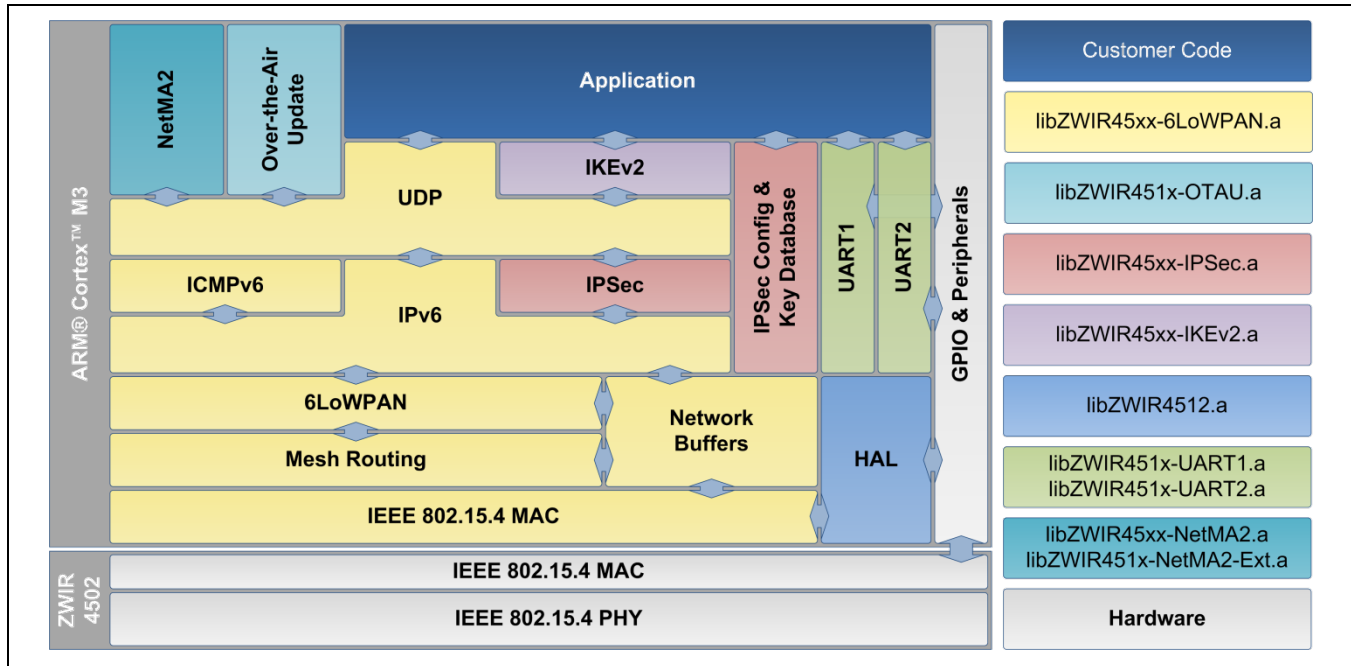 ARM® Cortex™ M3
NetMA2
Over-the-Air
Update
Application
UDP
IKEv2
IPSec Config &
Key Database
UART1
UART2
GPIO & Peripherals
ICMPv6
IPv6
IPSec
6LoWPAN
Network
Buffers
Mesh Routing
HAL
IEEE 802.15.4 MAC
ZWIR
4502
IEEE 802.15.4 MAC
IEEE 802.15.4 PHY
Customer Code
libZWIR45xx-6LoWPAN.a
libZWIR451x-OTAU.a
libZWIR45xx-IPSec.a
libZWIR45xx-IKEv2.a
libZWIR4512.a
libZWIR451x-UART1.a
libZWIR451x-UART2.a
libZWIR45xx-NetMA2.a
libZWIR451x-NetMA2-Ext.a
Hardware